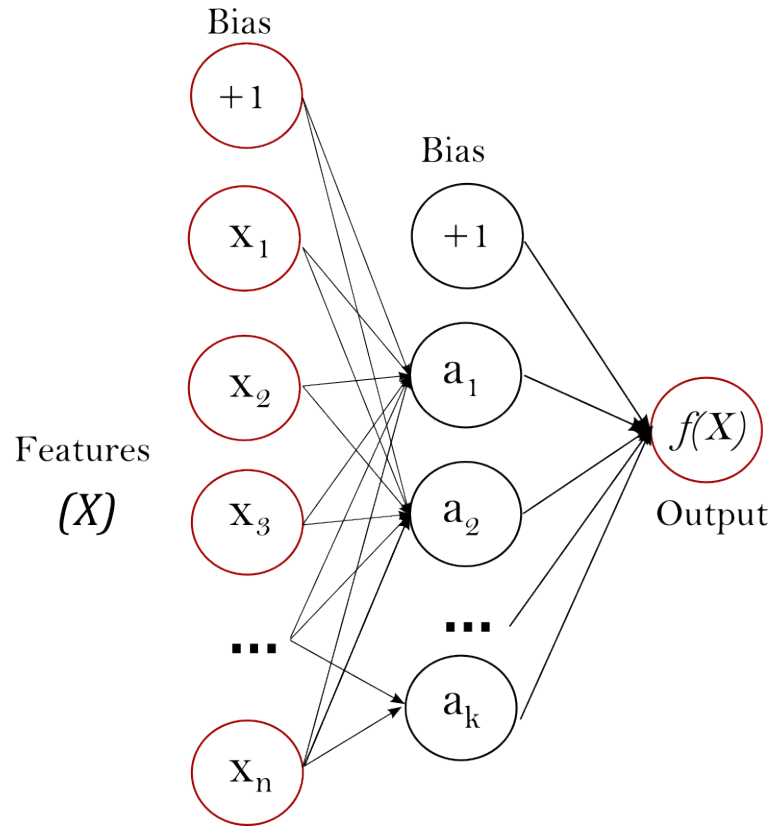 Bias
+1
x1
x2
Features
(X)
x3
...
xn
Bias
+1
a1
a2
...
ak
f(X)
Output